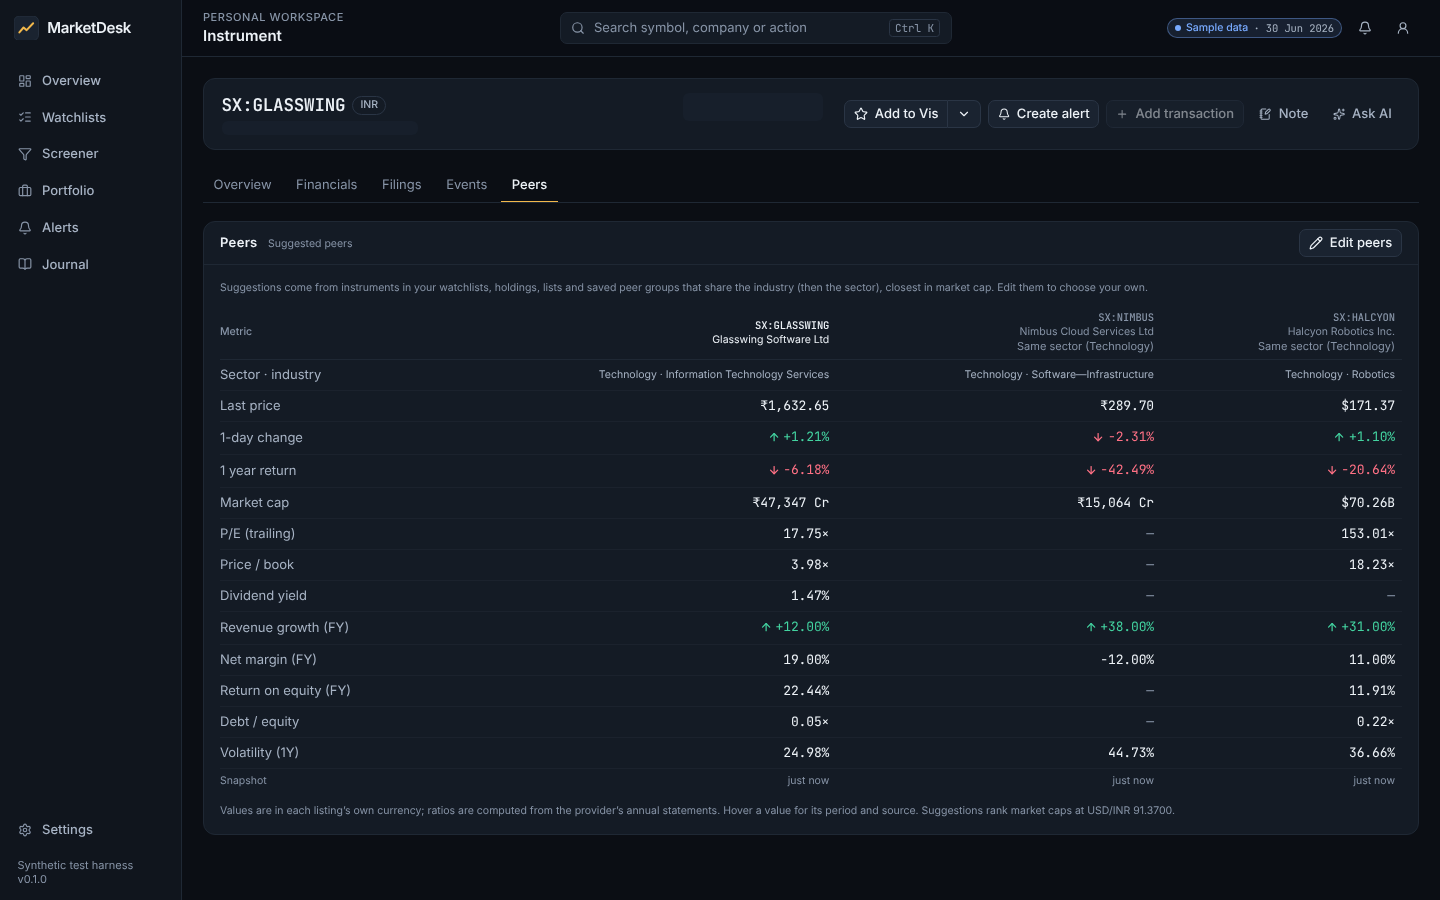 MarketDesk
Overview
Watchlists
Screener
Portfolio
Alerts
Journal
Settings
Synthetic test harness
v0.1.0
PERSONAL WORKSPACE
Instrument
Search symbol, company or action Ctrl K
Sample data · 30 Jun 2026
SX:GLASSWING INR
Add to Vis
Create alert
Add transaction
Note
Ask AI
Overview Financials Filings Events Peers
Peers Suggested peers
Edit peers
Suggestions come from instruments in your watchlists, holdings, lists and saved peer groups that share the industry (then the sector), closest in market cap. Edit them to choose your own.
Metric
SX:GLASSWING
Glasswing Software Ltd
SX:NIMBUS
Nimbus Cloud Services Ltd
Same sector (Technology)
SX:HALCYON
Halcyon Robotics Inc.
Same sector (Technology)
Sector · industry Technology · Information Technology Services Technology · Software—Infrastructure Technology · Robotics
Last price ₹1,632.65 ₹289.70 $171.37
1-day change ↑ +1.21% ↓ -2.31% ↑ +1.10%
1 year return ↓ -6.18% ↓ -42.49% ↓ -20.64%
Market cap ₹47,347 Cr ₹15,064 Cr $70.26B
P/E (trailing) 17.75× — 153.01×
Price / book 3.98× — 18.23×
Dividend yield 1.47% — —
Revenue growth (FY) ↑ +12.00% ↑ +38.00% ↑ +31.00%
Net margin (FY) 19.00% -12.00% 11.00%
Return on equity (FY) 22.44% — 11.91%
Debt / equity 0.05× — 0.22×
Volatility (1Y) 24.98% 44.73% 36.66%
Snapshot just now just now just now
Values are in each listing's own currency; ratios are computed from the provider's annual statements. Hover a value for its period and source. Suggestions rank market caps at USD/INR 91.3700.